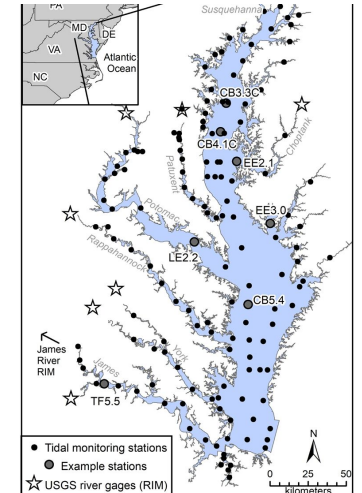 PA
MD
DE
VA
Atlantic
Ocean
NC
Susquehanna
CB3.3C
CB4.1C
Choptank
Patuxent
EE2.1
Potomac
EE3.0
LE2.2
Rappahannock
CB5.4
James
River
RIM
York
James
TF5.5
Tidal monitoring stations
Example stations
USGS river gages (RIM)
N
0 50
kilometers